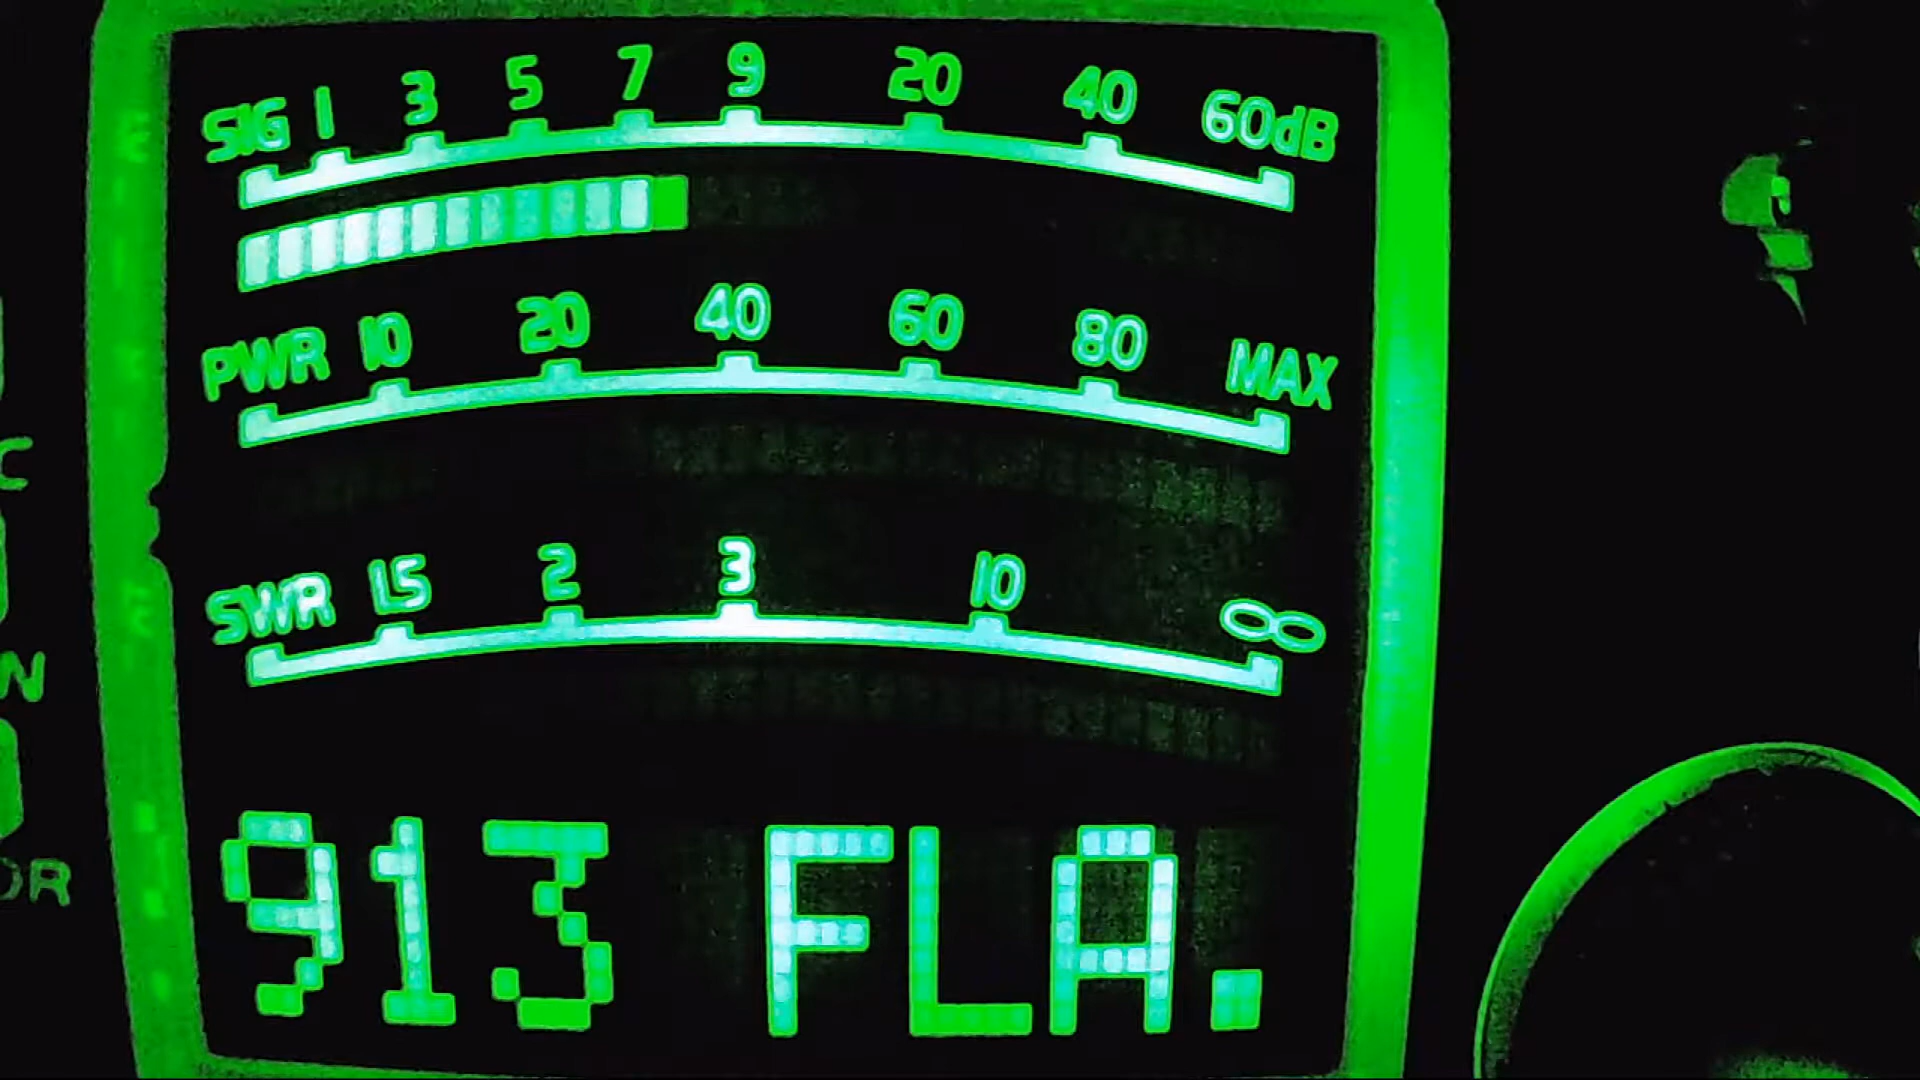 SIG 1 3 5 7 9 20 40 60dB
PWR 10 20 40 60 80 MAX
SWR 1.5 2 3 10 ∞
913 FLA.
C
N
OR